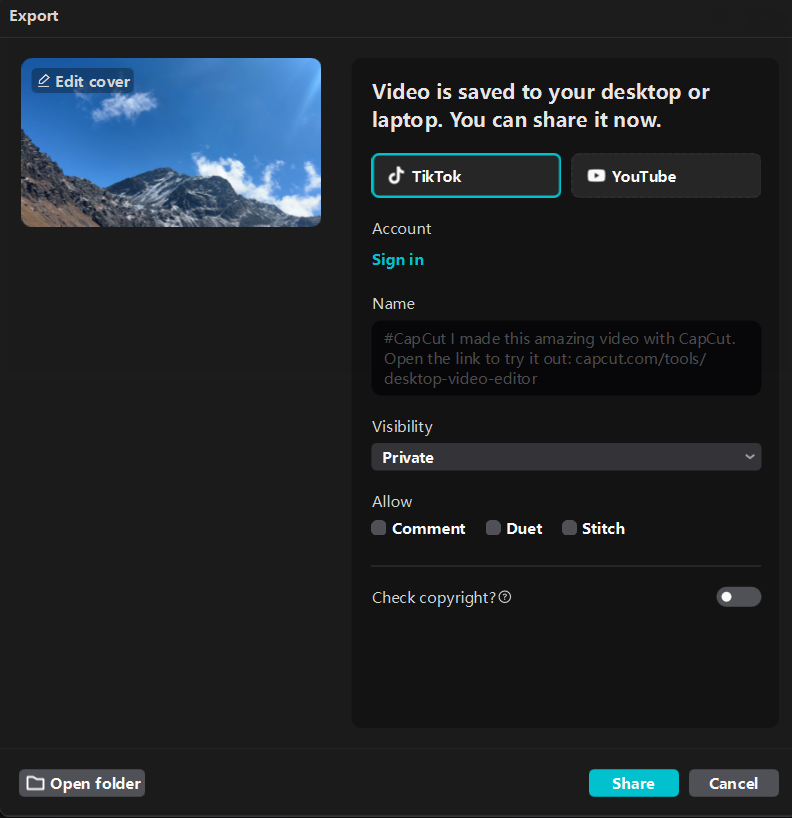 Export
Edit cover
Video is saved to your desktop or
laptop. You can share it now.
TikTok
YouTube
Account
Sign in
Name
#CapCut I made this amazing video with CapCut.
Open the link to try it out: capcut.com/tools/
desktop-video-editor
Visibility
Private
Allow
Comment
Duet
Stitch
Check copyright?
Open folder
Share
Cancel